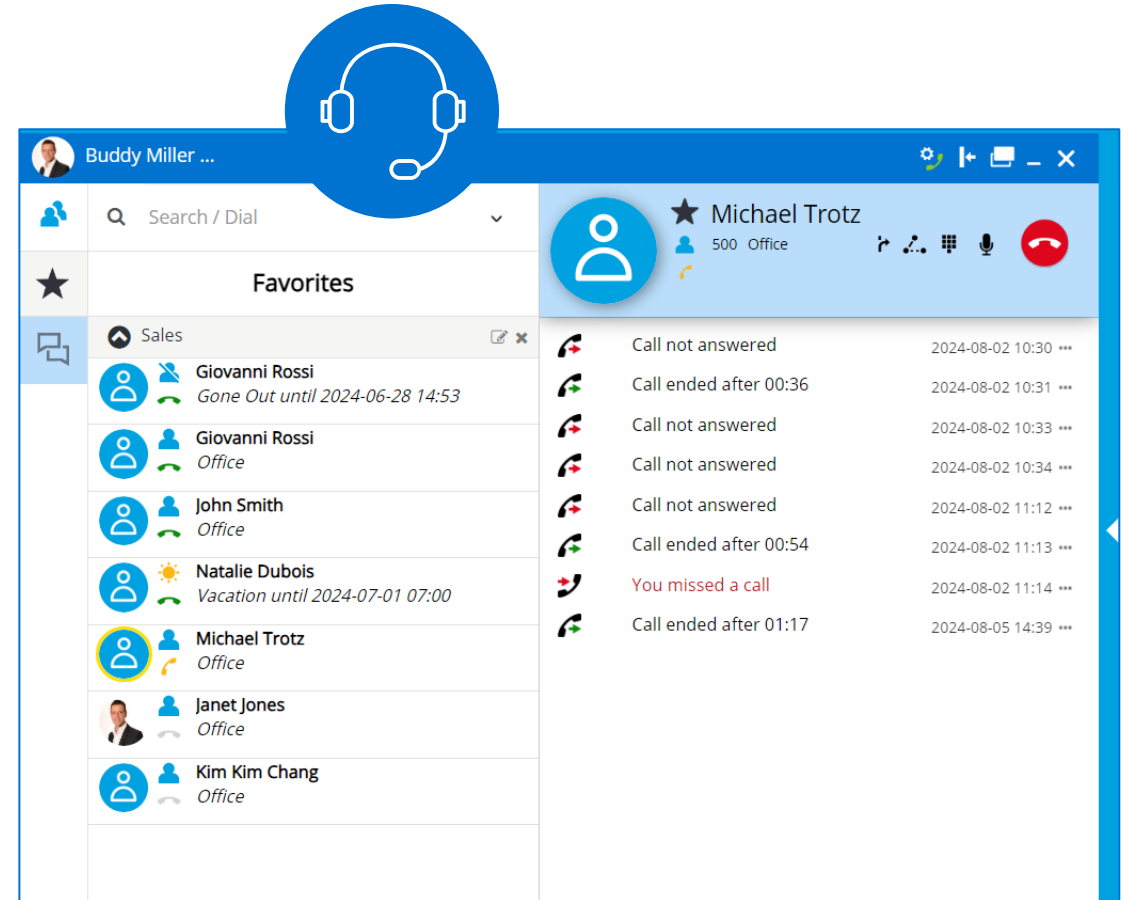 Buddy Miller ...
Search / Dial
Favorites
Sales
Giovanni Rossi
Gone Out until 2024-06-28 14:53
Giovanni Rossi
Office
John Smith
Office
Natalie Dubois
Vacation until 2024-07-01 07:00
Michael Trotz
Office
Janet Jones
Office
Kim Kim Chang
Office
Michael Trotz
500 Office
Call not answered 2024-08-02 10:30
Call ended after 00:36 2024-08-02 10:31
Call not answered 2024-08-02 10:33
Call not answered 2024-08-02 10:34
Call not answered 2024-08-02 11:12
Call ended after 00:54 2024-08-02 11:13
You missed a call 2024-08-02 11:14
Call ended after 01:17 2024-08-05 14:39